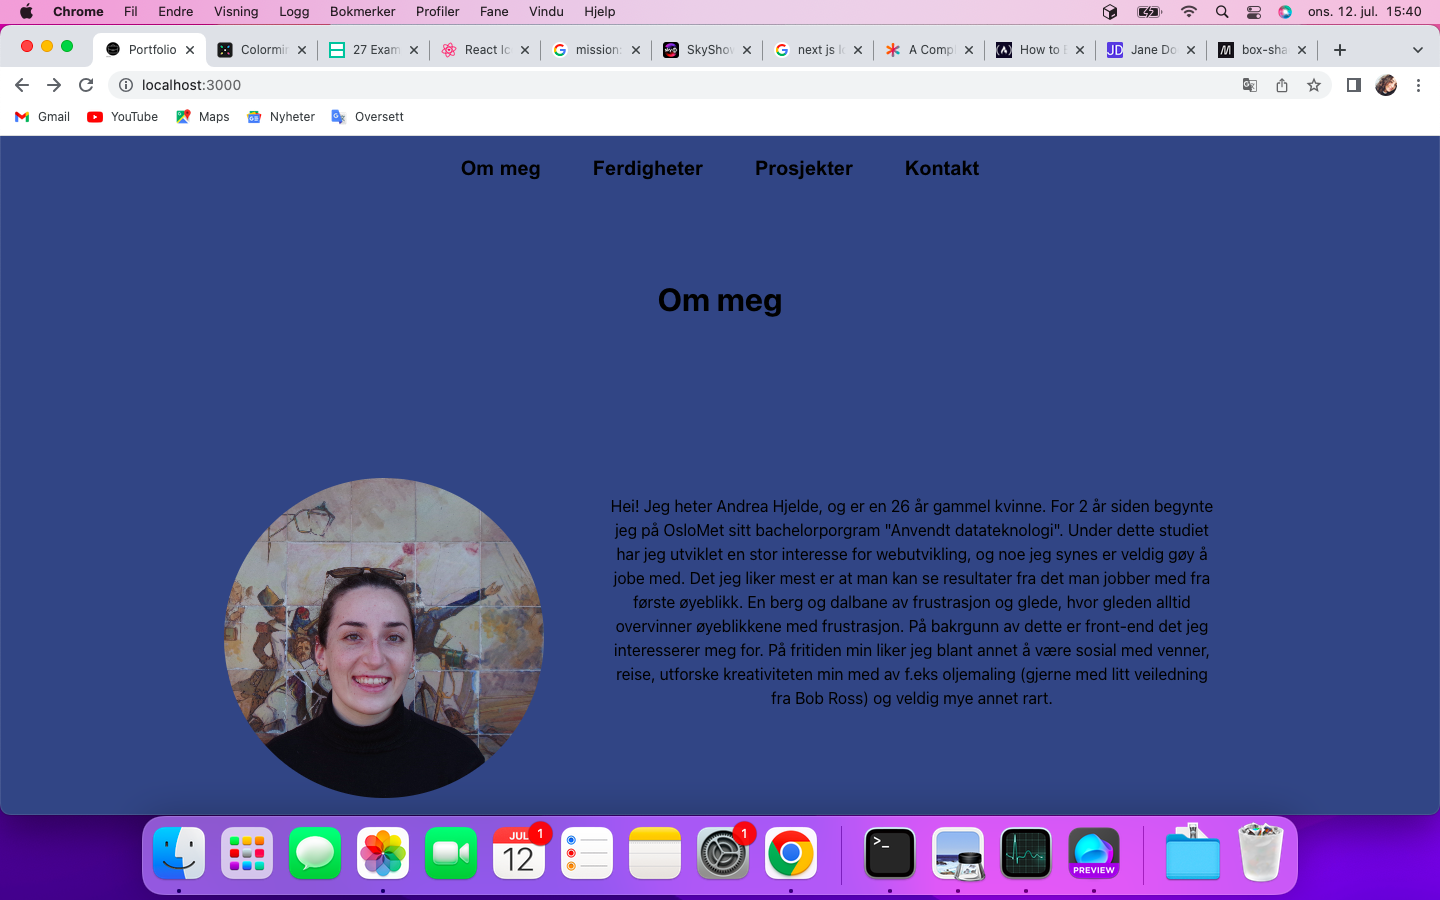 Chrome Fil Endre Visning Logg Bokmerker Profiler Fane Vindu Hjelp ons. 12. jul. 15:40
Portfolio Colormi 27 Exam React Ic mission: SkyShow next js l A Compl How to E Jane Do box-sha
localhost:3000
Gmail YouTube Maps Nyheter Oversett
Om meg Ferdigheter Prosjekter Kontakt
Om meg
Hei! Jeg heter Andrea Hjelde, og er en 26 år gammel kvinne. For 2 år siden begynte
jeg på OsloMet sitt bachelorporgram "Anvendt datateknologi". Under dette studiet
har jeg utviklet en stor interesse for webutvikling, og noe jeg synes er veldig gøy å
jobe med. Det jeg liker mest er at man kan se resultater fra det man jobber med fra
første øyeblikk. En berg og dalbane av frustrasjon og glede, hvor gleden alltid
overvinner øyeblikkene med frustrasjon. På bakrgunn av dette er front-end det jeg
interesserer meg for. På fritiden min liker jeg blant annet å være sosial med venner,
reise, utforske kreativiteten min med av f.eks oljemaling (gjerne med litt veiledning
fra Bob Ross) og veldig mye annet rart.
JUL 1 1
12 PREVIEW